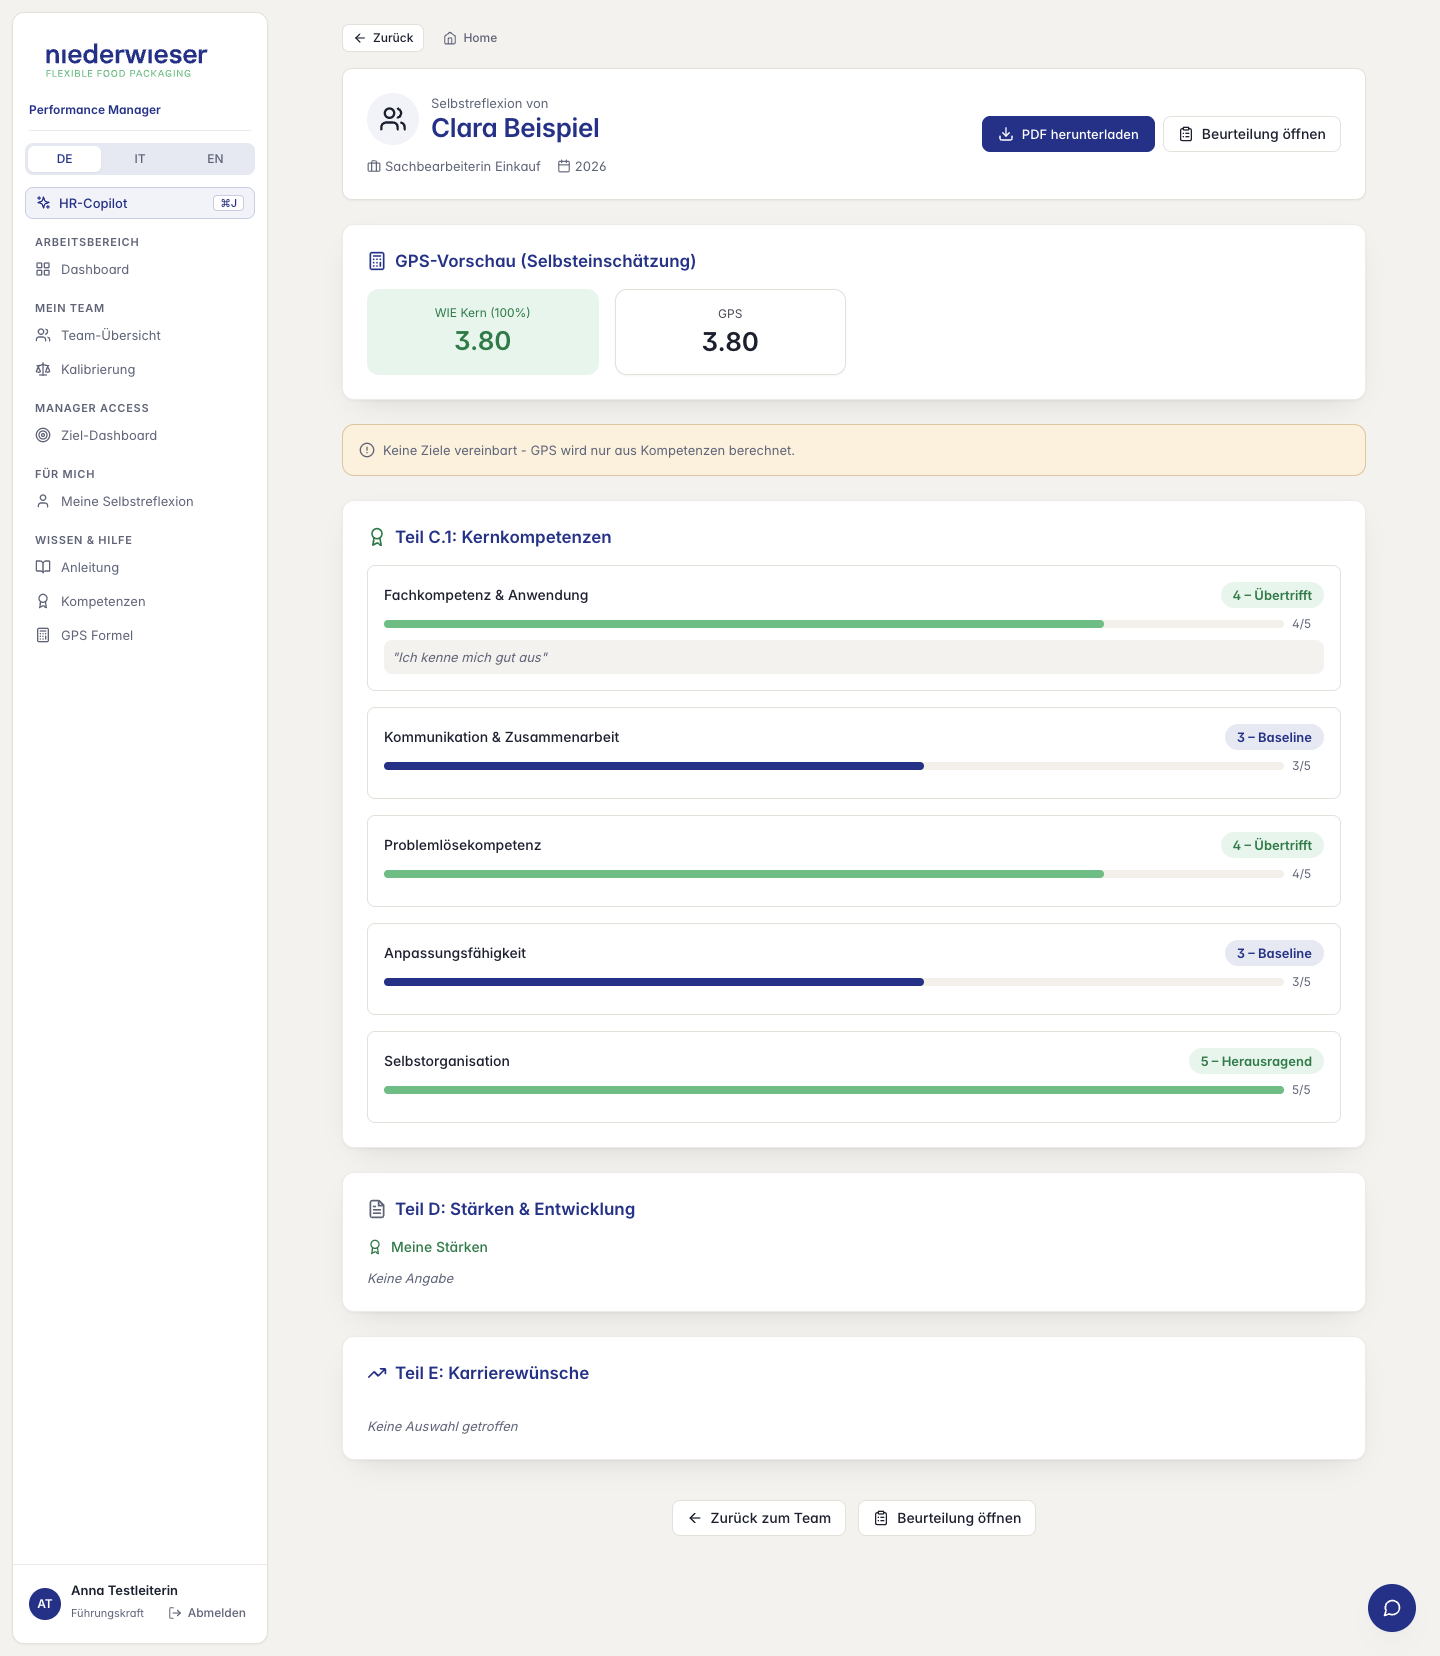 niederwieser
FLEXIBLE FOOD PACKAGING
Performance Manager
DE IT EN
HR-Copilot ⌘J
ARBEITSBEREICH
Dashboard
MEIN TEAM
Team-Übersicht
Kalibrierung
MANAGER ACCESS
Ziel-Dashboard
FÜR MICH
Meine Selbstreflexion
WISSEN & HILFE
Anleitung
Kompetenzen
GPS Formel
AT
Anna Testleiterin
Führungskraft Abmelden
Zurück Home
Selbstreflexion von
Clara Beispiel
Sachbearbeiterin Einkauf 2026
PDF herunterladen Beurteilung öffnen
GPS-Vorschau (Selbsteinschätzung)
WIE Kern (100%)
3.80
GPS
3.80
Keine Ziele vereinbart - GPS wird nur aus Kompetenzen berechnet.
Teil C.1: Kernkompetenzen
Fachkompetenz & Anwendung 4 – Übertrifft
4/5
"Ich kenne mich gut aus"
Kommunikation & Zusammenarbeit 3 – Baseline
3/5
Problemlösekompetenz 4 – Übertrifft
4/5
Anpassungsfähigkeit 3 – Baseline
3/5
Selbstorganisation 5 – Herausragend
5/5
Teil D: Stärken & Entwicklung
Meine Stärken
Keine Angabe
Teil E: Karrierewünsche
Keine Auswahl getroffen
Zurück zum Team Beurteilung öffnen